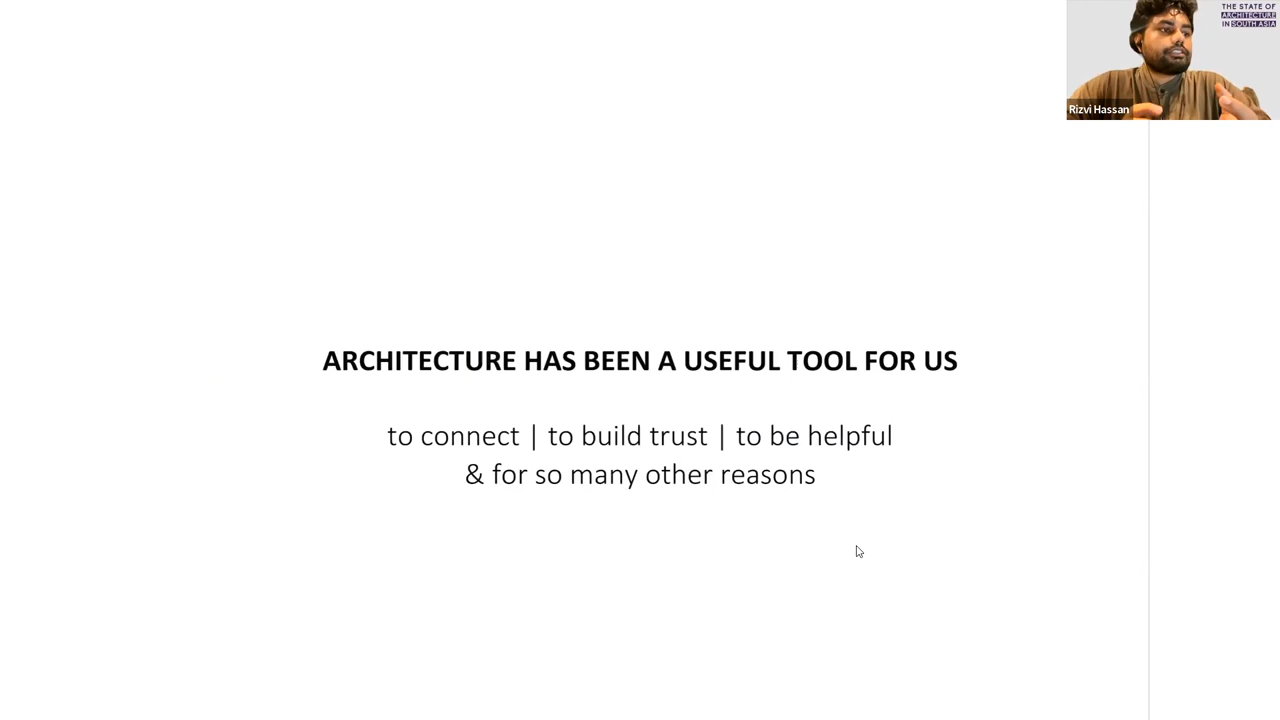 THE STATE OF
ARCHITECTURE
IN SOUTH ASIA
Rizvi Hassan
ARCHITECTURE HAS BEEN A USEFUL TOOL FOR US
to connect | to build trust | to be helpful
& for so many other reasons